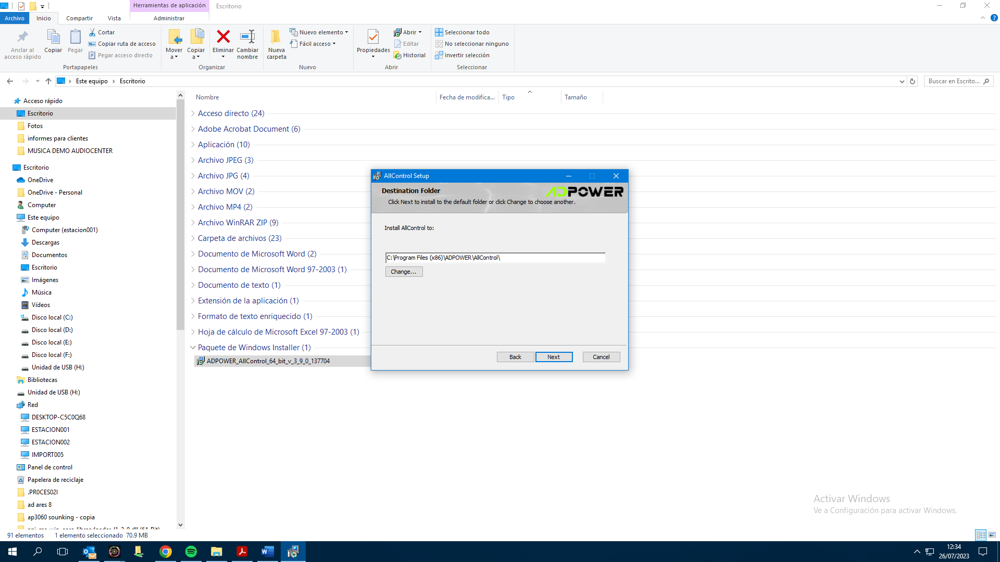 Herramientas de aplicación
Escritorio
Archivo
Inicio
Compartir
Vista
Administrar
Anclar al
acceso rápido
Copiar
Pegar
Cortar
Copiar ruta de acceso
Pegar acceso directo
Portapapeles
Mover
a
Copiar
a
Eliminar
Cambiar
nombre
Organizar
Nueva
carpeta
Nuevo elemento
Fácil acceso
Nuevo
Propiedades
Abrir
Editar
Historial
Abrir
Seleccionar todo
No seleccionar ninguno
Invertir selección
Seleccionar
Este equipo
Escritorio
Buscar en Escrito...
Acceso rápido
Escritorio
Fotos
informes para clientes
MUSICA DEMO AUDIOCENTER
Escritorio
OneDrive
OneDrive - Personal
Computer
Este equipo
Computer (estacion001)
Descargas
Documentos
Escritorio
Imágenes
Música
Vídeos
Disco local (C:)
Disco local (D:)
Disco local (E:)
Disco local (F:)
Unidad de USB (H:)
Bibliotecas
Unidad de USB (H:)
Red
DESKTOP-C5C0Q68
ESTACION001
ESTACION002
IMPORT005
Panel de control
Papelera de reciclaje
.PR0CES02I
ad ares 8
ap3060 sounking - copia
Nombre
Fecha de modifica...
Tipo
Tamaño
Acceso directo (24)
Adobe Acrobat Document (6)
Aplicación (10)
Archivo JPEG (3)
Archivo JPG (4)
Archivo MOV (2)
Archivo MP4 (2)
Archivo WinRAR ZIP (9)
Carpeta de archivos (23)
Documento de Microsoft Word (2)
Documento de Microsoft Word 97-2003 (1)
Documento de texto (1)
Extensión de la aplicación (1)
Formato de texto enriquecido (1)
Hoja de cálculo de Microsoft Excel 97-2003 (1)
Paquete de Windows Installer (1)
ADPOWER_AllControl_64_bit_v_3_9_0_137704
AllControl Setup
Destination Folder
ADPOWER
Click Next to install to the default folder or click Change to choose another.
Install AllControl to:
C:\Program Files (x86)\ADPOWER\AllControl\
Change...
Back
Next
Cancel
Activar Windows
Ve a Configuración para activar Windows.
91 elementos
1 elemento seleccionado 70.9 MB
12:34
26/07/2023